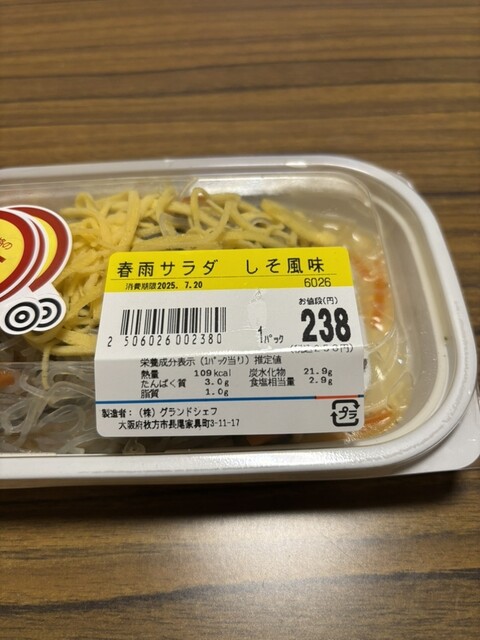 春雨サラダ しそ風味
消費期限2025. 7.20
6026
お値段(円)
2 506026 002380
1パック
238
栄養成分表示(1パック当り)推定値
熱量 109kcal 炭水化物 21.9g
たんぱく質 3.0g 食塩相当量 2.9g
脂質 1.0g
製造者:(株)グランドシェフ
大阪府枚方市長尾家具町3-11-17
プラ